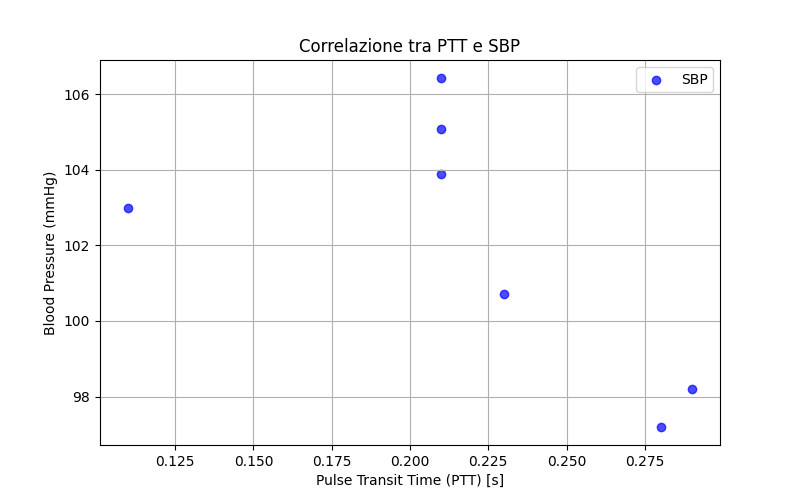 Correlazione tra PTT e SBP
SBP
106
104
102
100
98
Blood Pressure (mmHg)
0.125 0.150 0.175 0.200 0.225 0.250 0.275
Pulse Transit Time (PTT) [s]